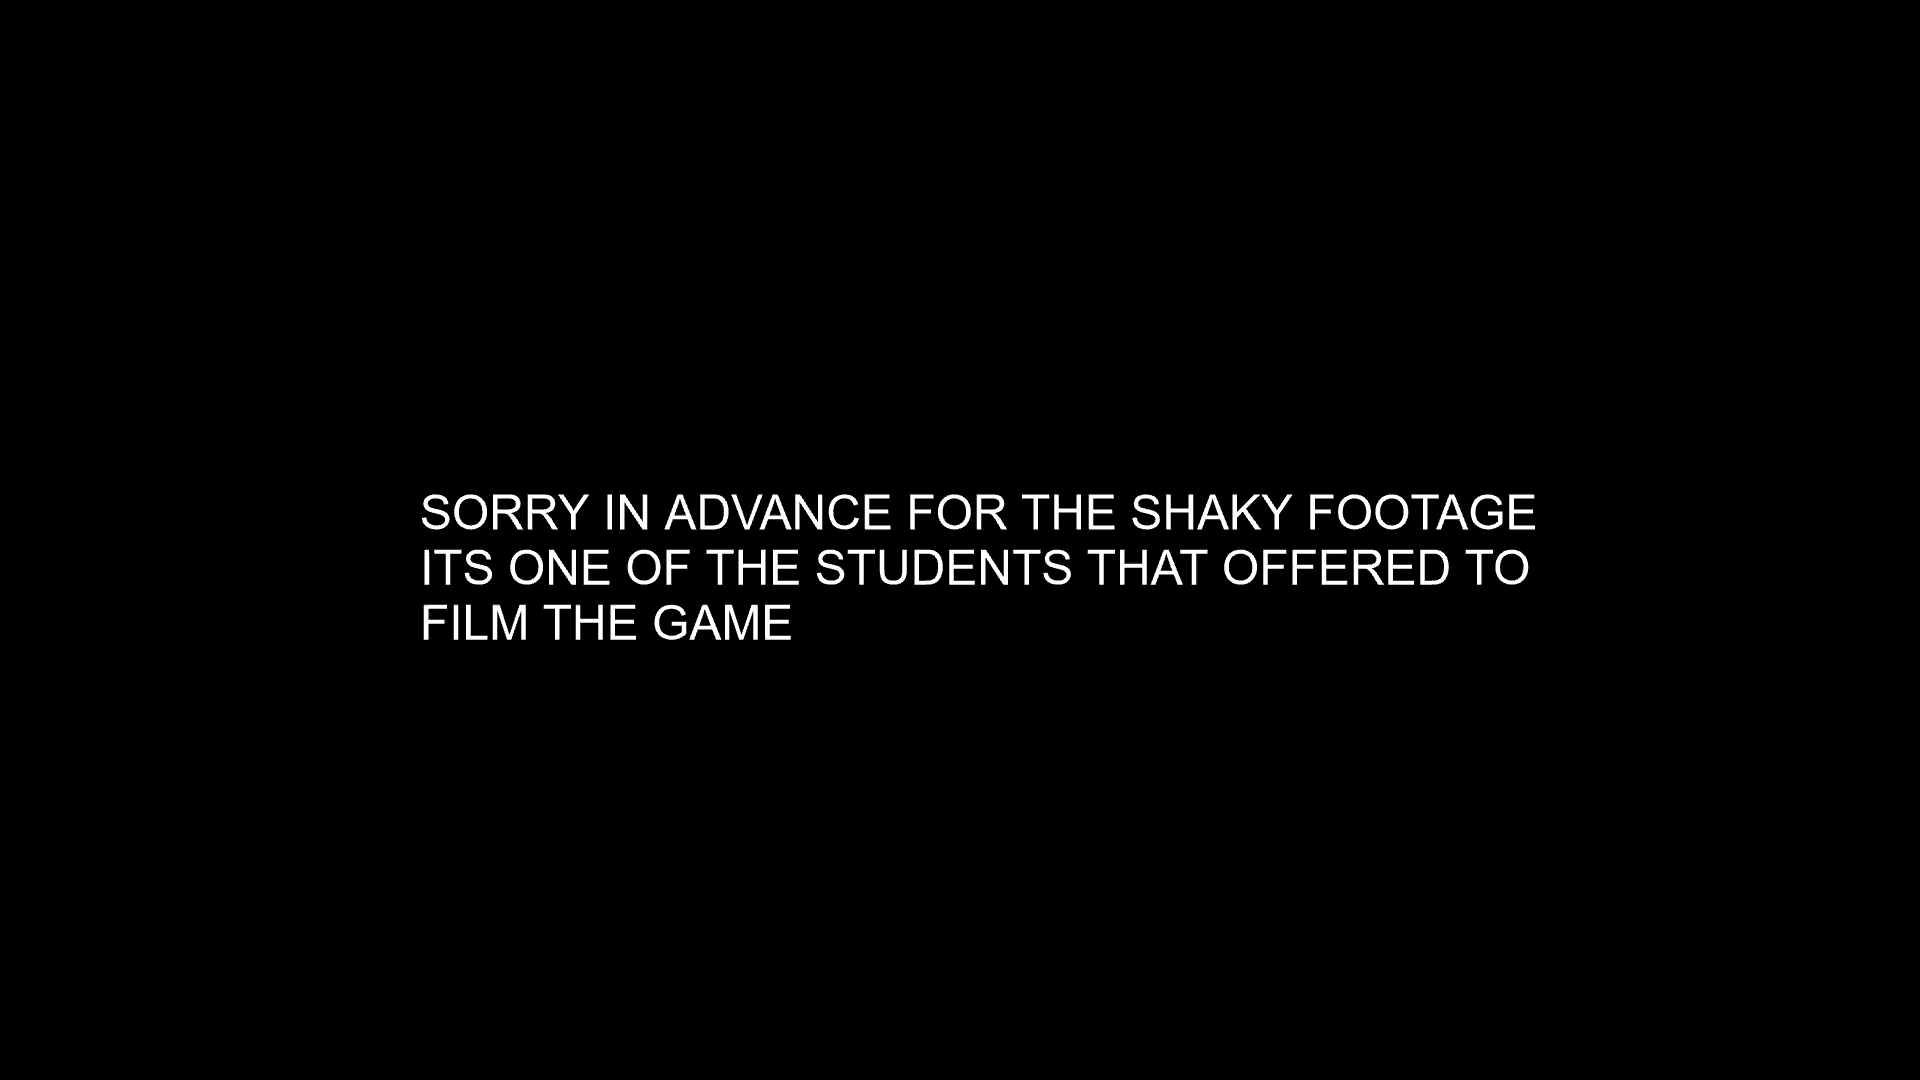 SORRY IN ADVANCE FOR THE SHAKY FOOTAGE
ITS ONE OF THE STUDENTS THAT OFFERED TO
FILM THE GAME